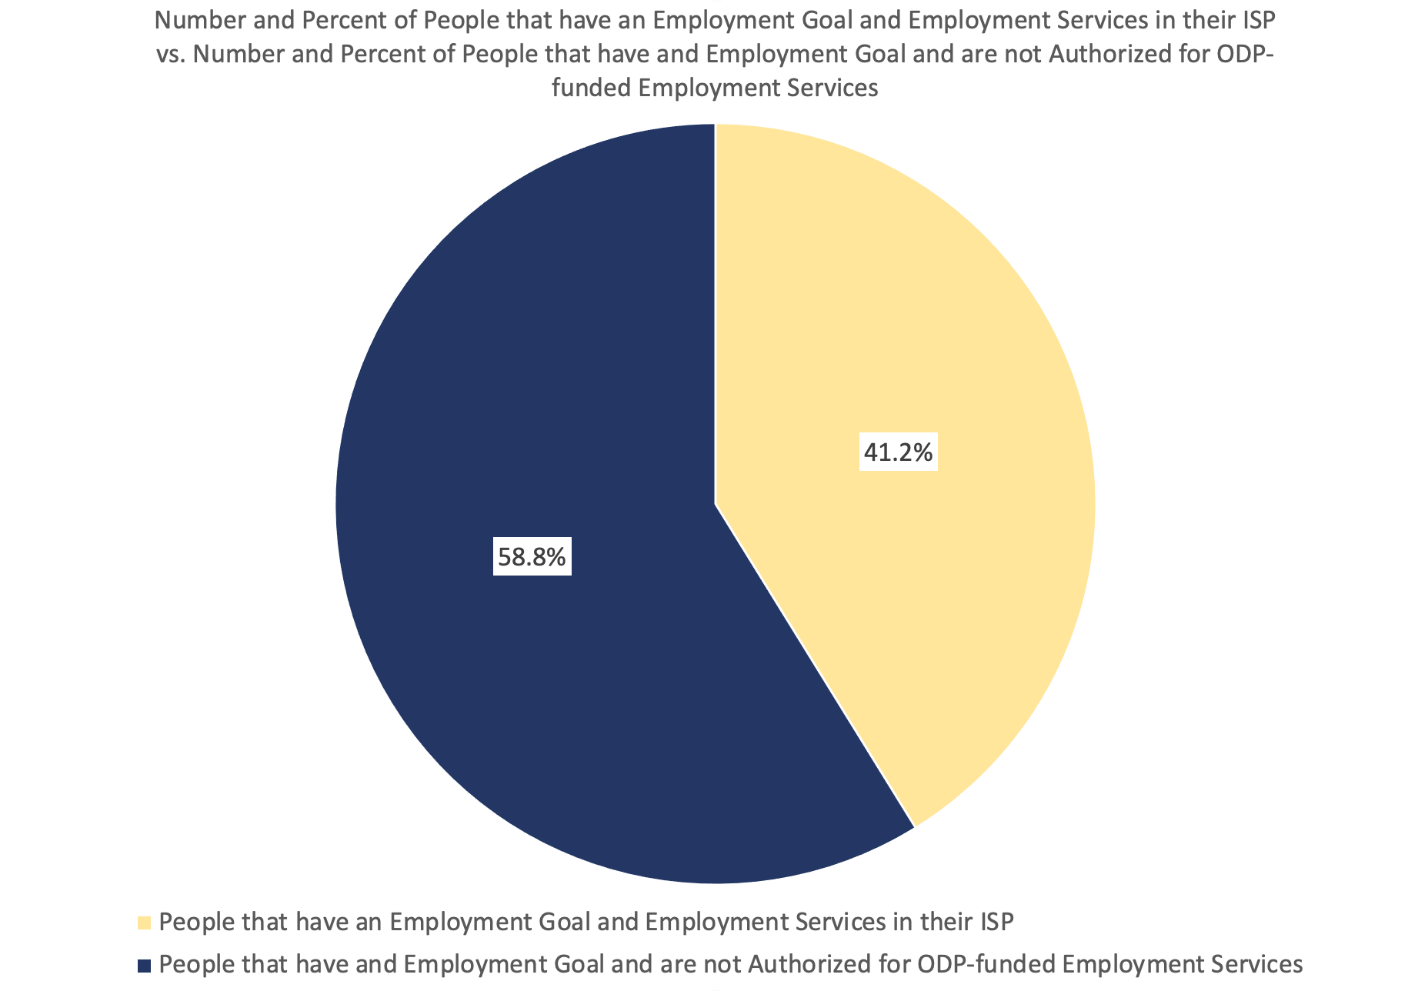 Number and Percent of People that have an Employment Goal and Employment Services in their ISP
vs. Number and Percent of People that have and Employment Goal and are not Authorized for ODP-
funded Employment Services
41.2%
58.8%
People that have an Employment Goal and Employment Services in their ISP
People that have and Employment Goal and are not Authorized for ODP-funded Employment Services